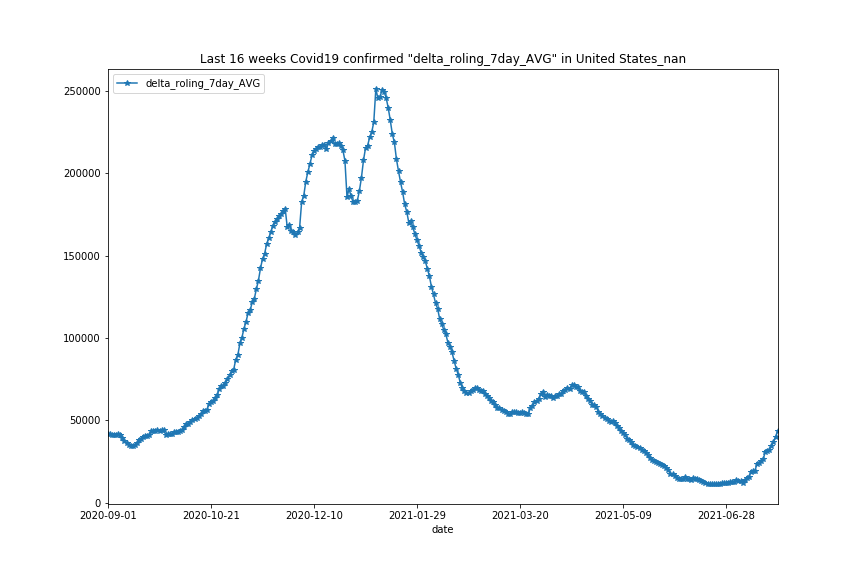 Last 16 weeks Covid19 confirmed "delta_roling_7day_AVG" in United States_nan
delta_roling_7day_AVG
250000
200000
150000
100000
50000
0
2020-09-01 2020-10-21 2020-12-10 2021-01-29 2021-03-20 2021-05-09 2021-06-28
date